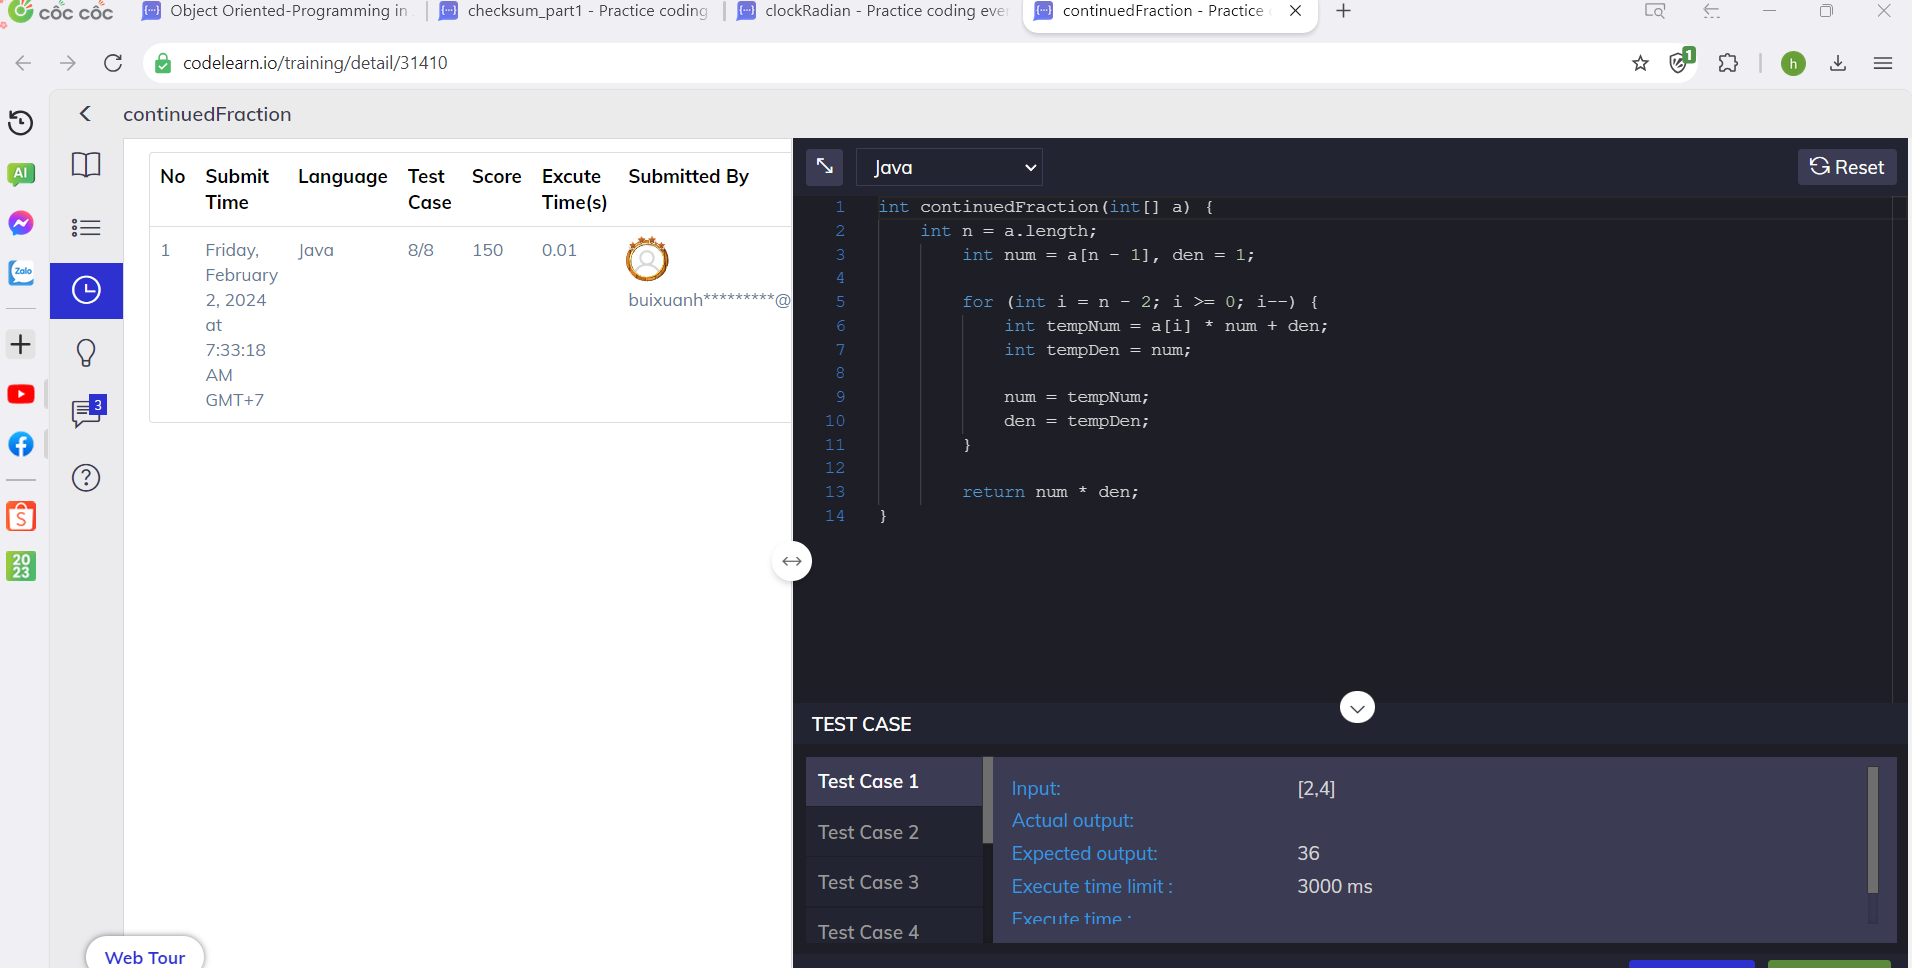 cốc cốc
Object Oriented-Programming in
checksum_part1 - Practice coding
clockRadian - Practice coding eve
continuedFraction - Practice
codelearn.io/training/detail/31410
1
h
continuedFraction
AI
Zalo
3
20
23
No Submit Time Language Test Case Score Excute Time(s) Submitted By
1 Friday, February 2, 2024 at 7:33:18 AM GMT+7 Java 8/8 150 0.01 buixuanh*********@
Web Tour
Java
Reset
1 int continuedFraction(int[] a) {
2 int n = a.length;
3 int num = a[n - 1], den = 1;
4
5 for (int i = n - 2; i >= 0; i--) {
6 int tempNum = a[i] * num + den;
7 int tempDen = num;
8
9 num = tempNum;
10 den = tempDen;
11 }
12
13 return num * den;
14 }
TEST CASE
Test Case 1
Test Case 2
Test Case 3
Test Case 4
Input: [2,4]
Actual output:
Expected output: 36
Execute time limit : 3000 ms
Execute time :